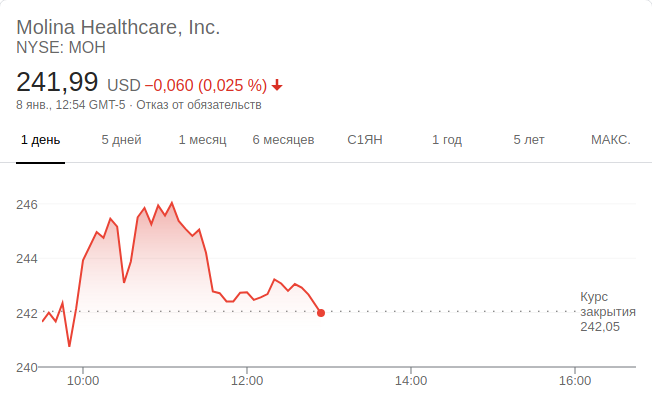 Molina Healthcare, Inc.
NYSE: MOH
241,99 USD −0,060 (0,025 %)
8 янв., 12:54 GMT-5 · Отказ от обязательств
1 день 5 дней 1 месяц 6 месяцев С1ЯН 1 год 5 лет МАКС.
246
244
242
240
Курс
закрытия
242,05
10:00 12:00 14:00 16:00